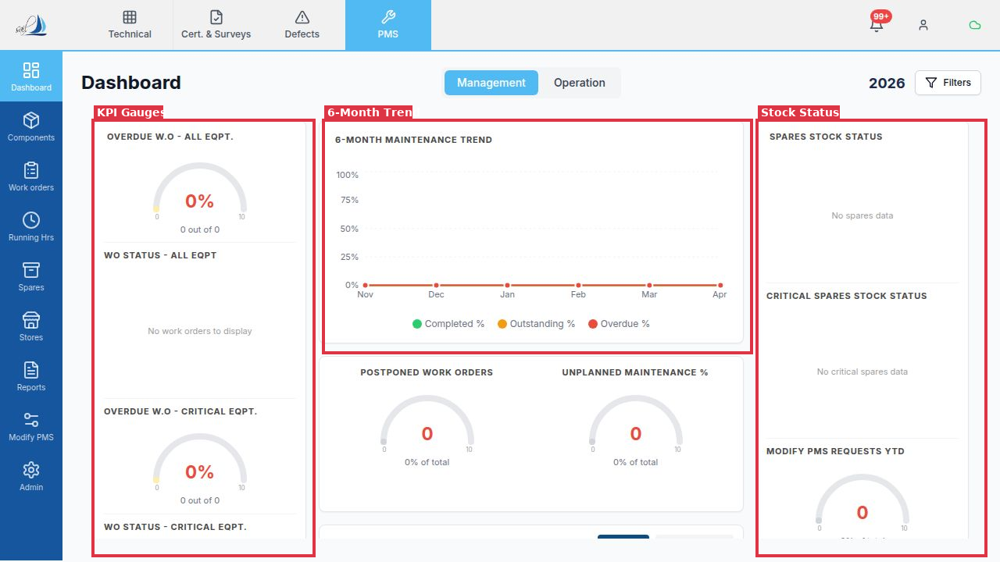 sail
Technical
Cert. & Surveys
Defects
PMS
99+
Dashboard
Components
Work orders
Running Hrs
Spares
Stores
Reports
Modify PMS
Admin
Dashboard
Management
Operation
2026
Filters
KPI Gauges
OVERDUE W.O - ALL EQPT.
0%
0
10
0 out of 0
WO STATUS - ALL EQPT
No work orders to display
OVERDUE W.O - CRITICAL EQPT.
0%
0
10
0 out of 0
WO STATUS - CRITICAL EQPT.
6-Month Tren
6-MONTH MAINTENANCE TREND
100%
75%
50%
25%
0%
Nov
Dec
Jan
Feb
Mar
Apr
Completed %
Outstanding %
Overdue %
POSTPONED WORK ORDERS
0
0
10
0% of total
UNPLANNED MAINTENANCE %
0
0
10
0% of total
Stock Status
SPARES STOCK STATUS
No spares data
CRITICAL SPARES STOCK STATUS
No critical spares data
MODIFY PMS REQUESTS YTD
0
0
10